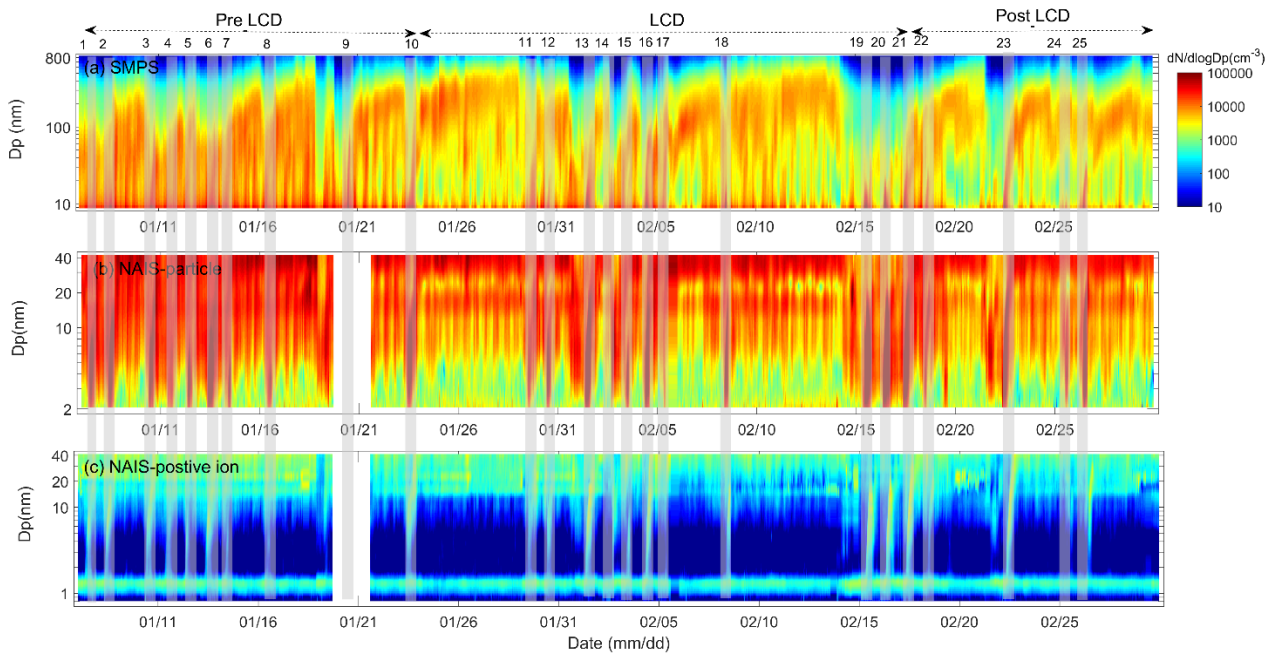 Pre LCD LCD Post LCD
1 2 3 4 5 6 7 8 9 10 11 12 13 14 15 16 17 18 19 20 21 22 23 24 25
dN/dlogDp(cm⁻³)
(a) SMPS
Dp (nm)
800
100
10
100000
10000
1000
100
10
01/11 01/16 01/21 01/26 01/31 02/05 02/10 02/15 02/20 02/25
(b) NAIS-particle
Dp(nm)
40
20
10
2
01/11 01/16 01/21 01/26 01/31 02/05 02/10 02/15 02/20 02/25
(c) NAIS-postive ion
Dp(nm)
40
20
10
1
01/11 01/16 01/21 01/26 01/31 02/05 02/10 02/15 02/20 02/25
Date (mm/dd)